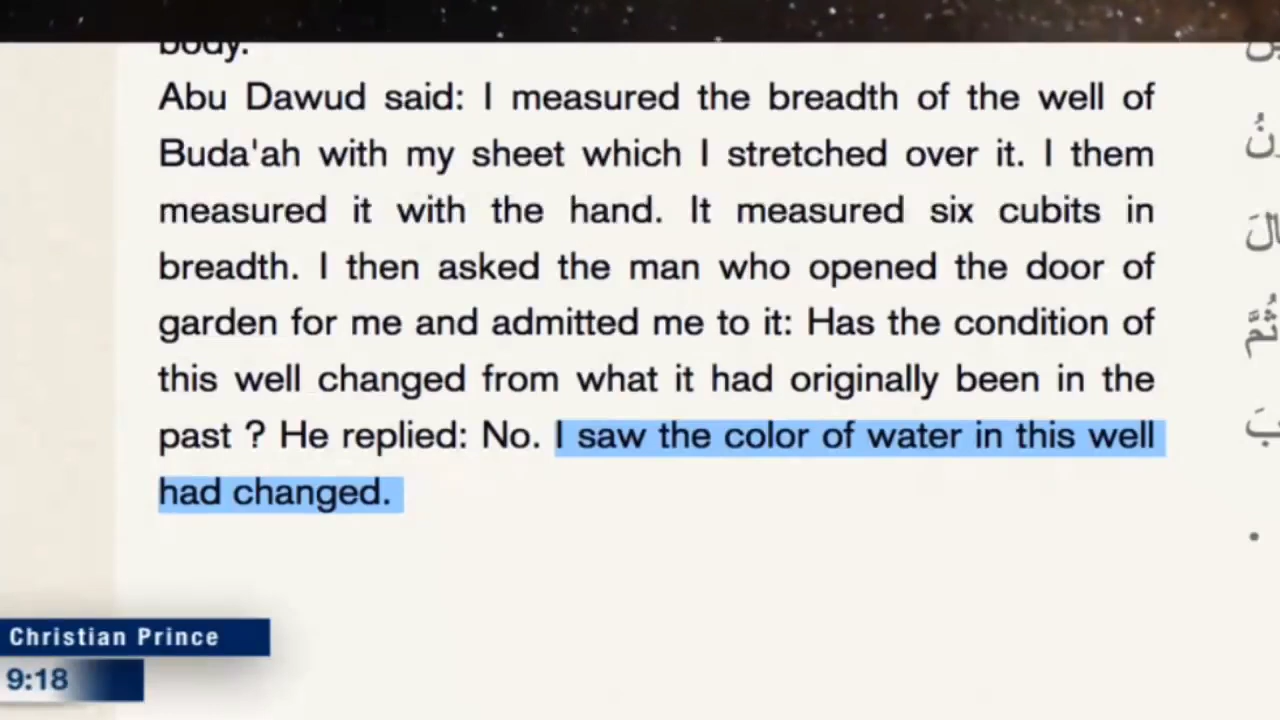 body.
Abu Dawud said: I measured the breadth of the well of
Buda'ah with my sheet which I stretched over it. I them
measured it with the hand. It measured six cubits in
breadth. I then asked the man who opened the door of
garden for me and admitted me to it: Has the condition of
this well changed from what it had originally been in the
past ? He replied: No. I saw the color of water in this well
had changed.
Christian Prince
9:18